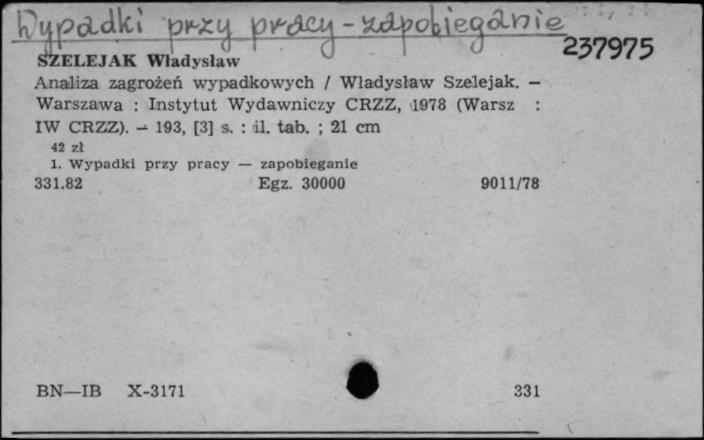 Wypadki przy pracy - zapobieganie
237975
SZELEJAK Władysław
Analiza zagrożeń wypadkowych / Władysław Szelejak. —
Warszawa : Instytut Wydawniczy CRZZ, 1978 (Warsz :
IW CRZZ). — 193, [3] s. : il. tab. ; 21 cm
42 zł
1. Wypadki przy pracy — zapobieganie
331.82 Egz. 30000 9011/78
BN—IB X-3171 331